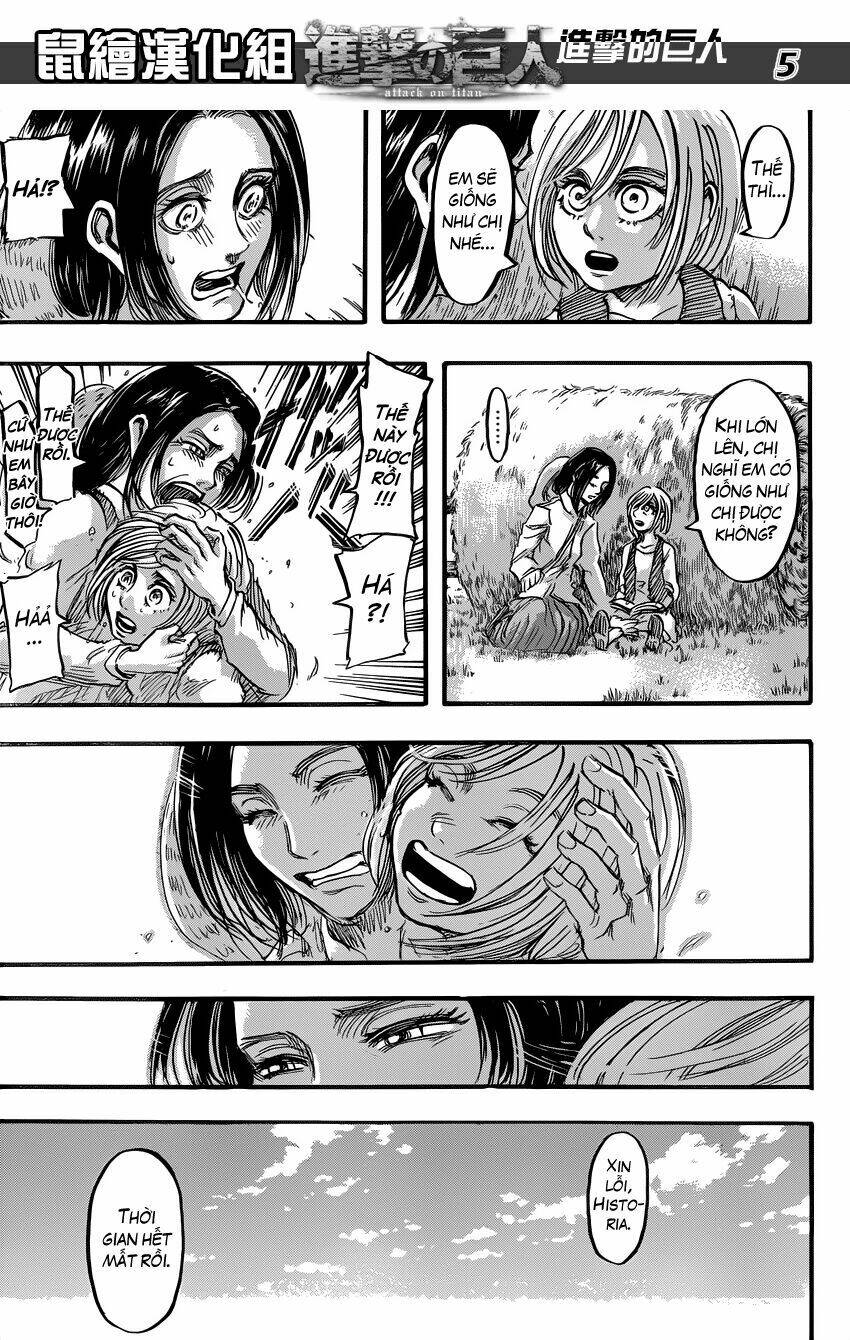 鼠繪漢化組
進撃の巨人
attack on titan
進擊的巨人
5
THẾ
THÌ...
EM SẼ
GIỐNG
NHƯ CHỊ
NHÉ...
HẢ!?
KHI LỚN
LÊN, CHỊ
NGHĨ EM CÓ
GIỐNG NHƯ
CHỊ ĐƯỢC
KHÔNG?
......
THẾ
NÀY
ĐƯỢC
RỒI
!!!
HẢ
?!
THẾ
ĐƯỢC
RỒI.
CỨ
NHƯ
EM
BÂY
GIỜ
THÔI!
HẢẢ
...
XIN
LỖI,
HISTO-
RIA.
THỜI
GIAN HẾT
MẤT RỒI.